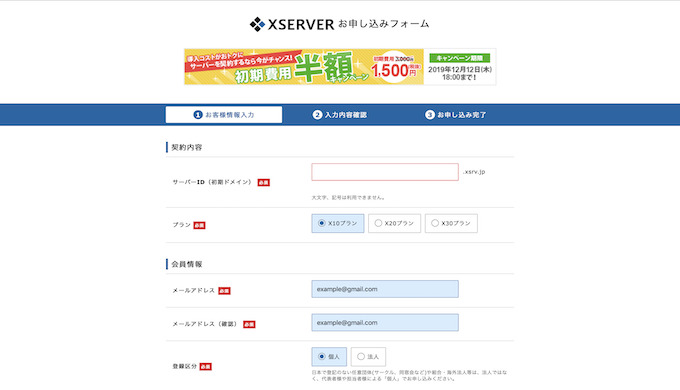 XSERVER お申し込みフォーム
導入コストがおトクに
サーバーを契約するなら今がチャンス!
初期費用 半額 キャンペーン
初期費用 3,000円
1,500円 (税抜)
キャンペーン期間
2019年12月12日(木)
18:00まで!
1 お客様情報入力 2 入力内容確認 3 お申し込み完了
契約内容
サーバーID(初期ドメイン) 必須 .xsrv.jp
大文字、記号は利用できません。
プラン 必須 X10プラン X20プラン X30プラン
会員情報
メールアドレス 必須 example@gmail.com
メールアドレス(確認) 必須 example@gmail.com
登録区分 必須 個人 法人
日本で登記のない任意団体(サークル、同窓会など)や組合・海外法人等は、法人ではな
く、代表者様や担当者様による「個人」でお申し込みください。